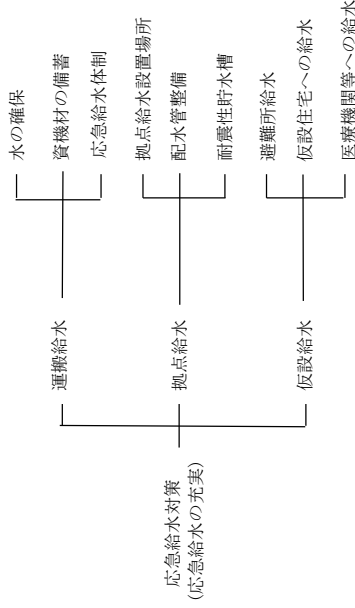 応急給水対策
(応急給水の充実)
運搬給水
水の確保
資機材の備蓄
応急給水体制
拠点給水
拠点給水設置場所
配水管整備
耐震性貯水槽
仮設給水
避難所給水
仮設住宅への給水
医療機関等への給水